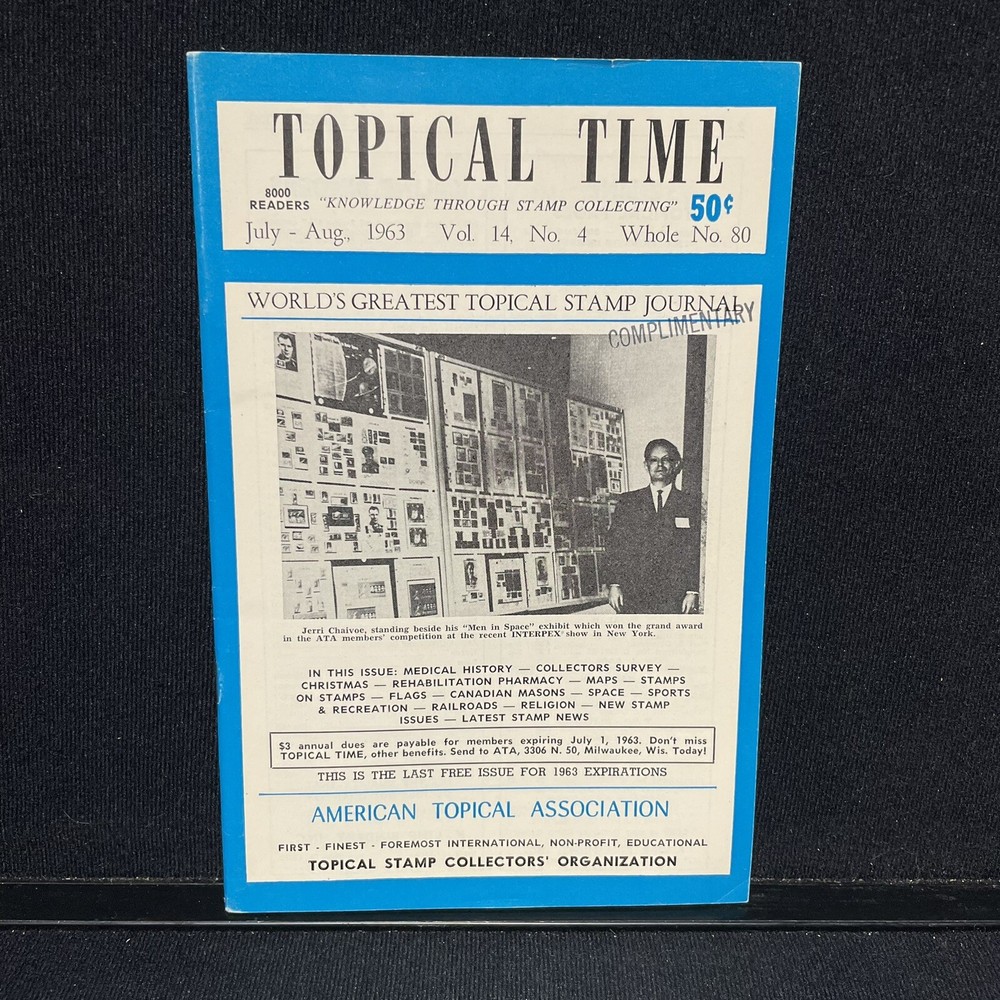 TOPICAL TIME
8000
READERS "KNOWLEDGE THROUGH STAMP COLLECTING" 50¢
July - Aug., 1963 Vol. 14, No. 4 Whole No. 80
WORLD'S GREATEST TOPICAL STAMP JOURNAL
COMPLIMENTARY
Jerri Chaivoe, standing beside his "Men in Space" exhibit which won the grand award
in the ATA members' competition at the recent INTERPEX show in New York.
IN THIS ISSUE: MEDICAL HISTORY — COLLECTORS SURVEY —
CHRISTMAS — REHABILITATION PHARMACY — MAPS — STAMPS
ON STAMPS — FLAGS — CANADIAN MASONS — SPACE — SPORTS
& RECREATION — RAILROADS — RELIGION — NEW STAMP
ISSUES — LATEST STAMP NEWS
$3 annual dues are payable for members expiring July 1, 1963. Don't miss
TOPICAL TIME, other benefits. Send to ATA, 3306 N. 50, Milwaukee, Wis. Today!
THIS IS THE LAST FREE ISSUE FOR 1963 EXPIRATIONS
AMERICAN TOPICAL ASSOCIATION
FIRST - FINEST - FOREMOST INTERNATIONAL, NON-PROFIT, EDUCATIONAL
TOPICAL STAMP COLLECTORS' ORGANIZATION